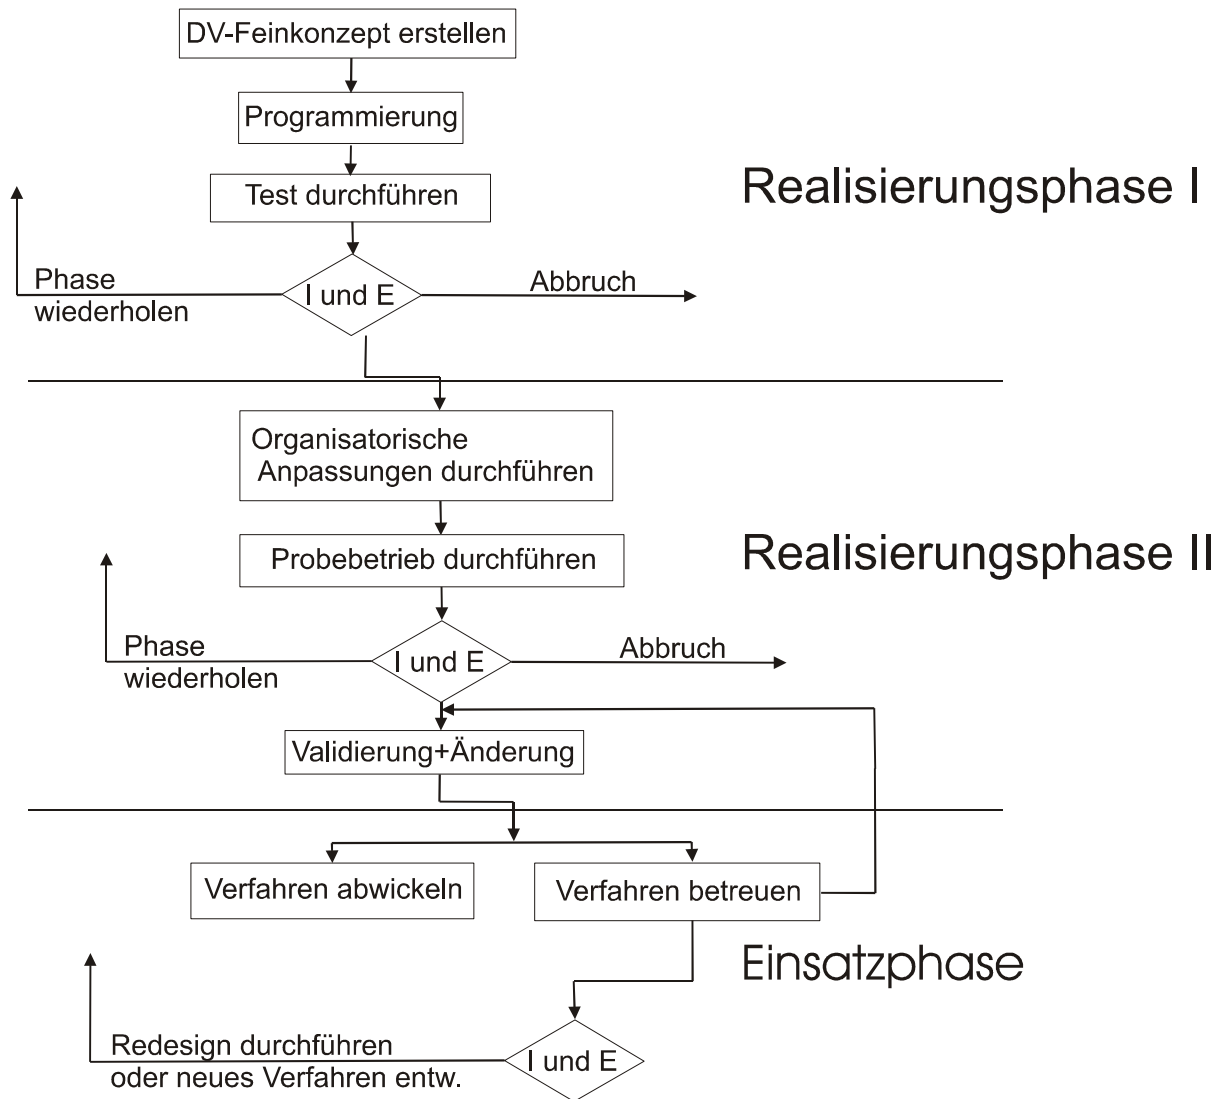 DV-Feinkonzept erstellen
Programmierung
Test durchführen
Realisierungsphase I
Phase
wiederholen
I und E
Abbruch
Organisatorische
Anpassungen durchführen
Probebetrieb durchführen
Realisierungsphase II
Phase
wiederholen
I und E
Abbruch
Validierung+Änderung
Verfahren abwickeln
Verfahren betreuen
Einsatzphase
Redesign durchführen
oder neues Verfahren entw.
I und E